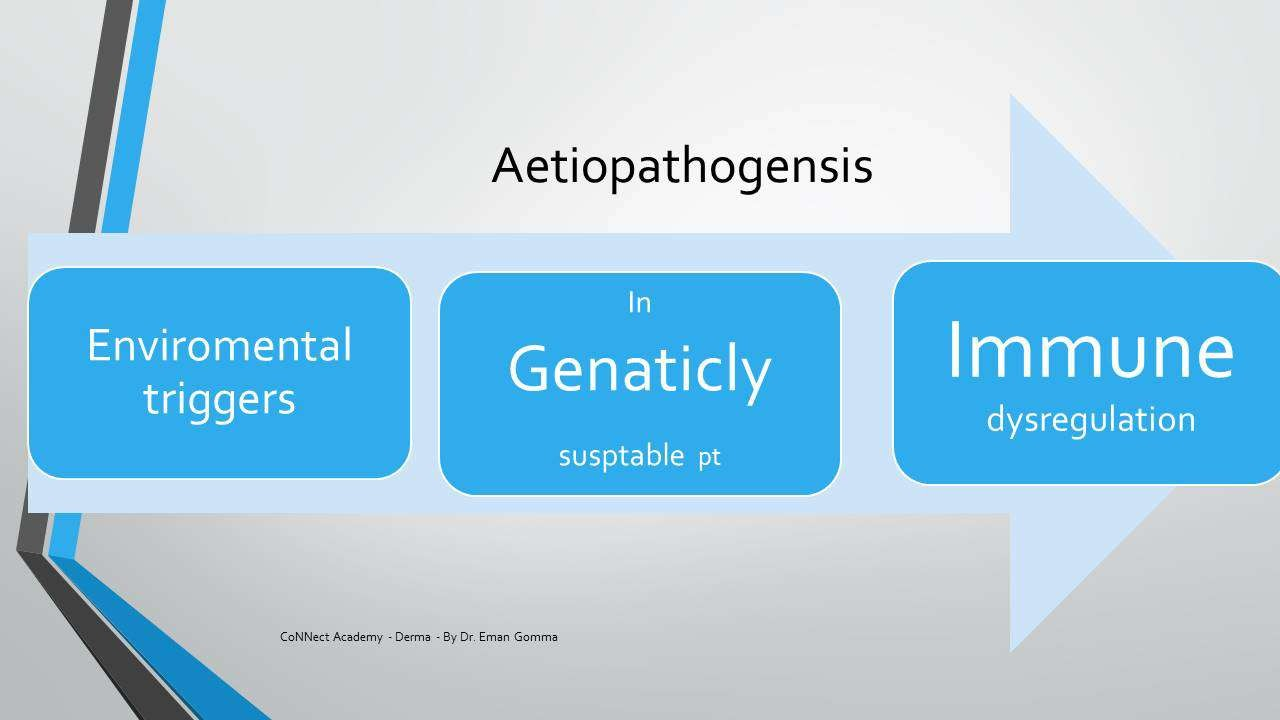 Aetiopathogensis
Enviromental
triggers
In
Genaticly
susptable pt
Immune
dysregulation
CoNNect Academy - Derma - By Dr. Eman Gomma